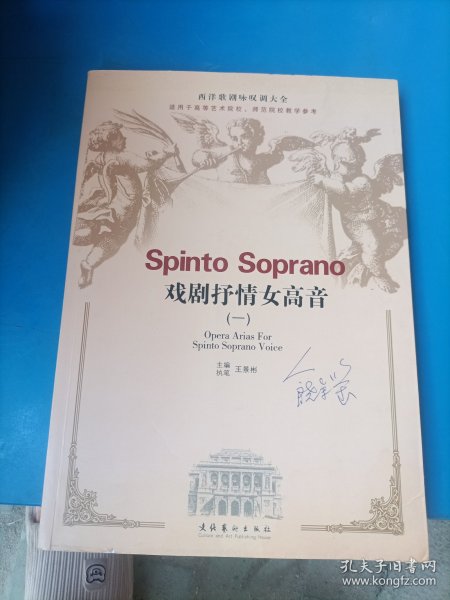 西洋歌剧咏叹调大全
适用于高等艺术院校、师范院校教学参考
Spinto Soprano
戏剧抒情女高音
(一)
Opera Arias For
Spinto Soprano Voice
主编
执笔 王景彬
文化艺术出版社
Culture and Art Publishing House
孔夫子旧书网
www.kongfz.com